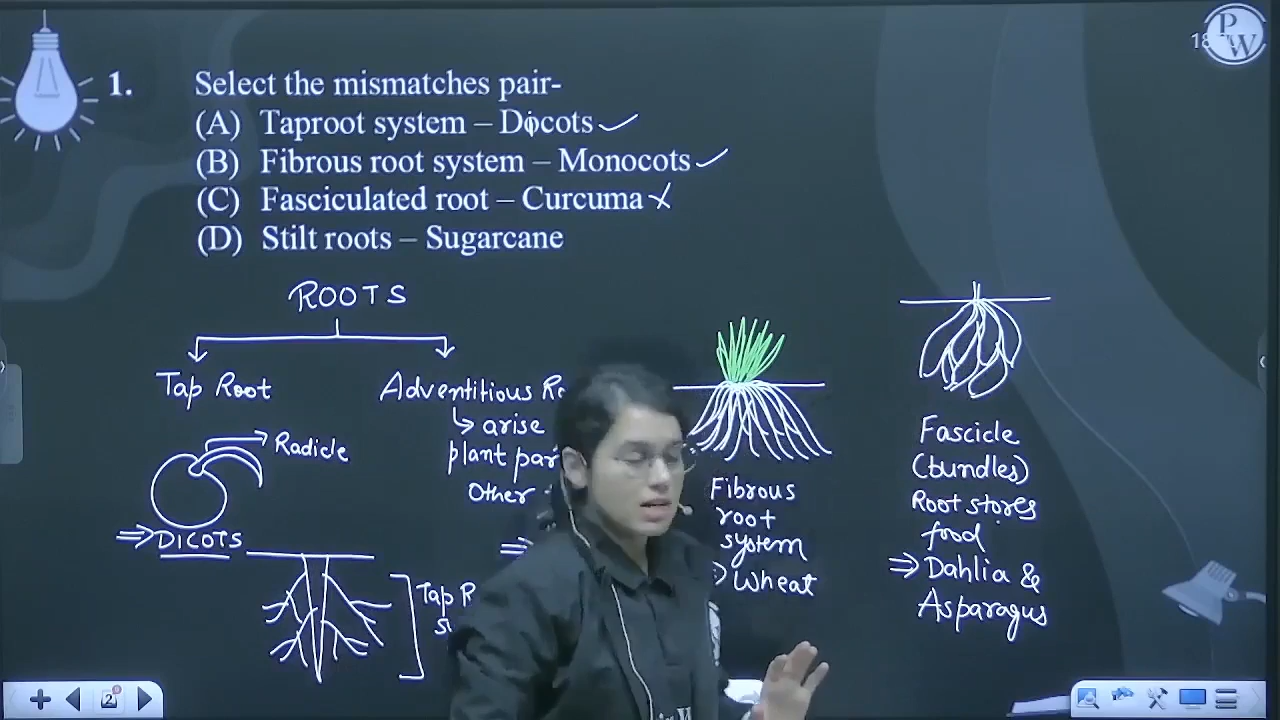 PW
1. Select the mismatches pair-
(A) Taproot system – Dicots
(B) Fibrous root system – Monocots
(C) Fasciculated root – Curcuma
(D) Stilt roots – Sugarcane
ROOTS
Tap Root
Radicle
DICOTS
Tap R
Adventitious
arise
plant par
Other
Fibrous
root
system
Wheat
Fascicle
(bundles)
Root stores
food
Dahlia &
Asparagus
2